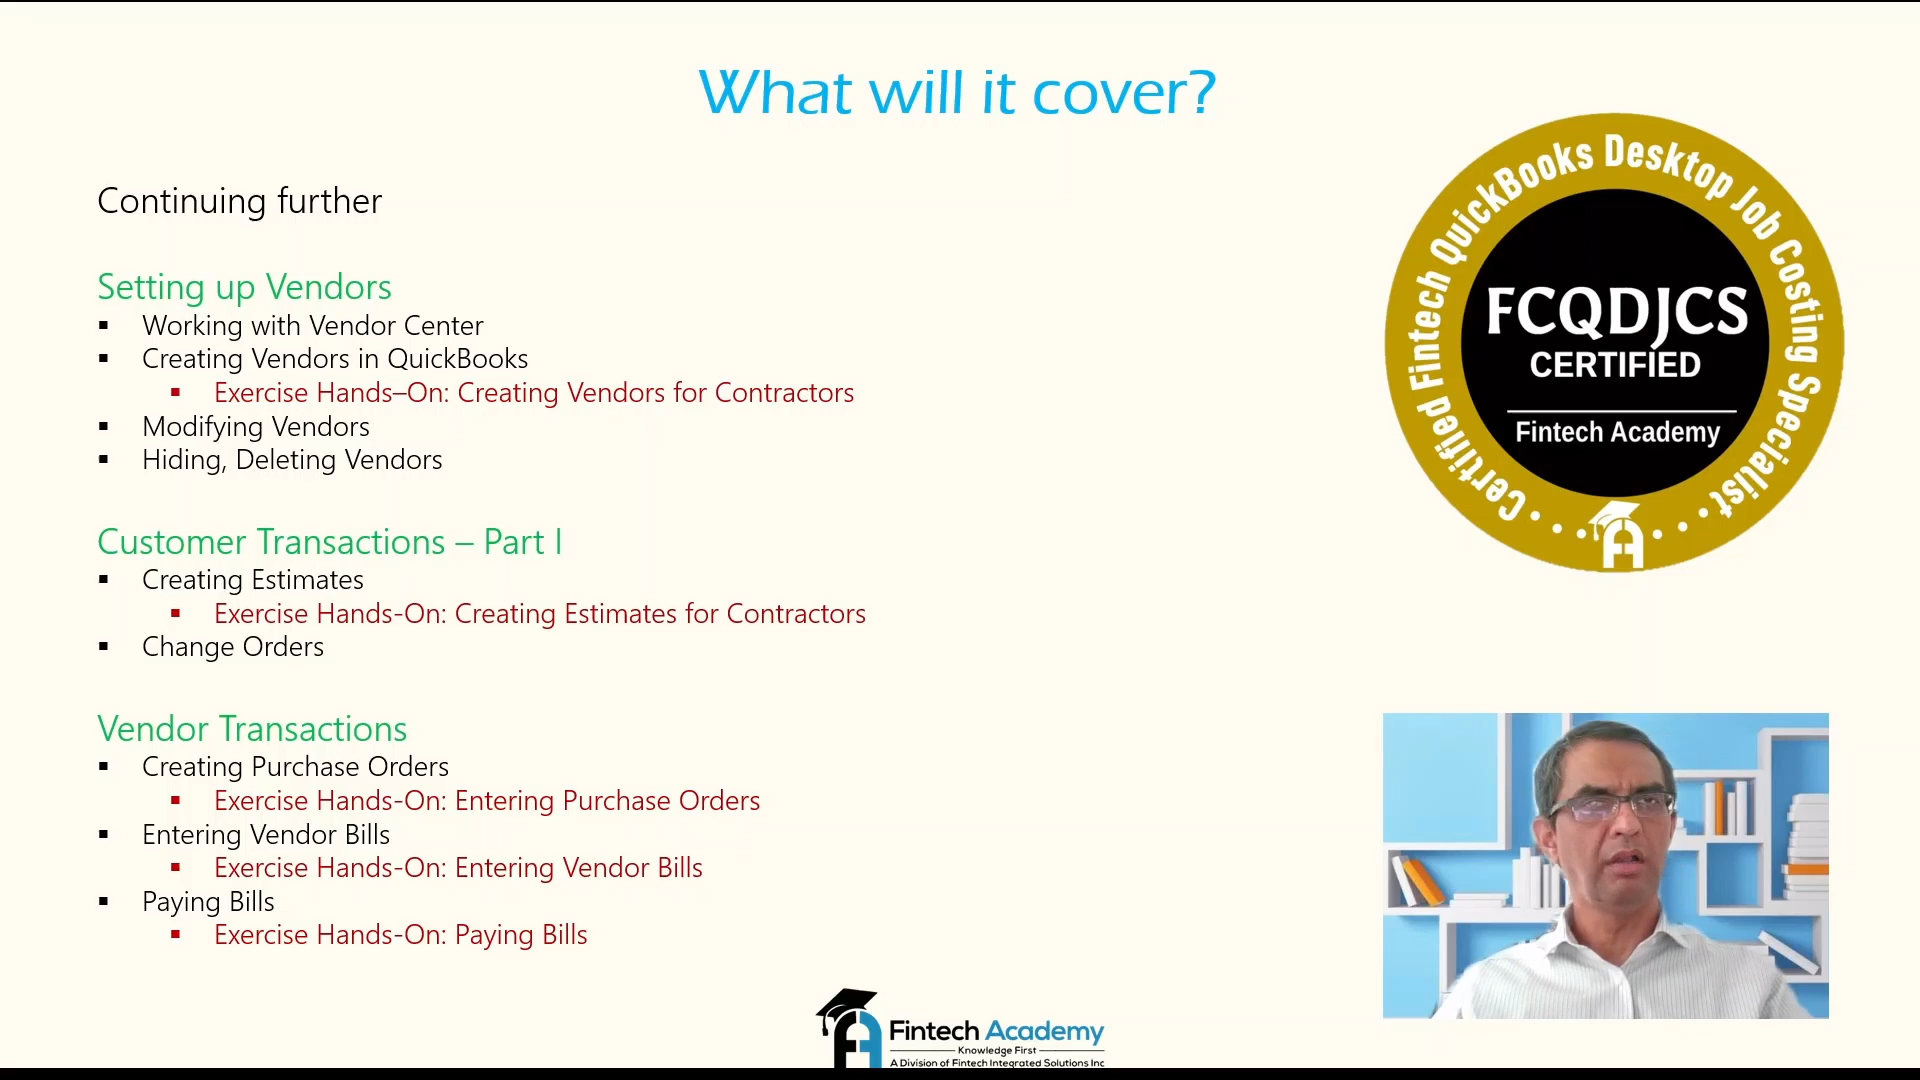 What will it cover?
Continuing further
Setting up Vendors
▪ Working with Vendor Center
▪ Creating Vendors in QuickBooks
▪ Exercise Hands–On: Creating Vendors for Contractors
▪ Modifying Vendors
▪ Hiding, Deleting Vendors
Customer Transactions – Part I
▪ Creating Estimates
▪ Exercise Hands-On: Creating Estimates for Contractors
▪ Change Orders
Vendor Transactions
▪ Creating Purchase Orders
▪ Exercise Hands-On: Entering Purchase Orders
▪ Entering Vendor Bills
▪ Exercise Hands-On: Entering Vendor Bills
▪ Paying Bills
▪ Exercise Hands-On: Paying Bills
Certified Fintech QuickBooks Desktop Job Costing Specialist
FCQDJCS
CERTIFIED
Fintech Academy
Fintech Academy
Knowledge First
A Division of Fintech Integrated Solutions Inc